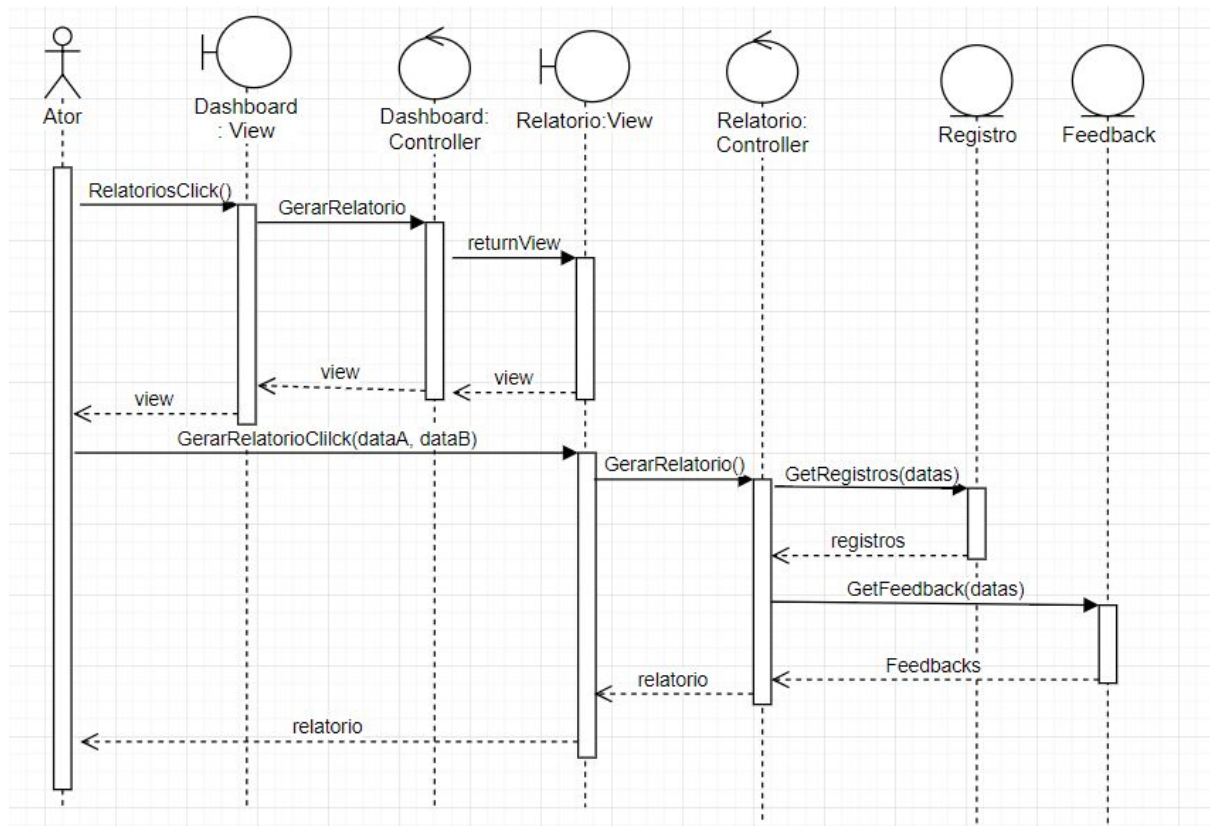 Ator
Dashboard
: View
Dashboard:
Controller
Relatorio:View
Relatorio:
Controller
Registro
Feedback
RelatoriosClick()
GerarRelatorio
returnView
view
view
view
GerarRelatorioClilck(dataA, dataB)
GerarRelatorio()
GetRegistros(datas)
registros
GetFeedback(datas)
Feedbacks
relatorio
relatorio